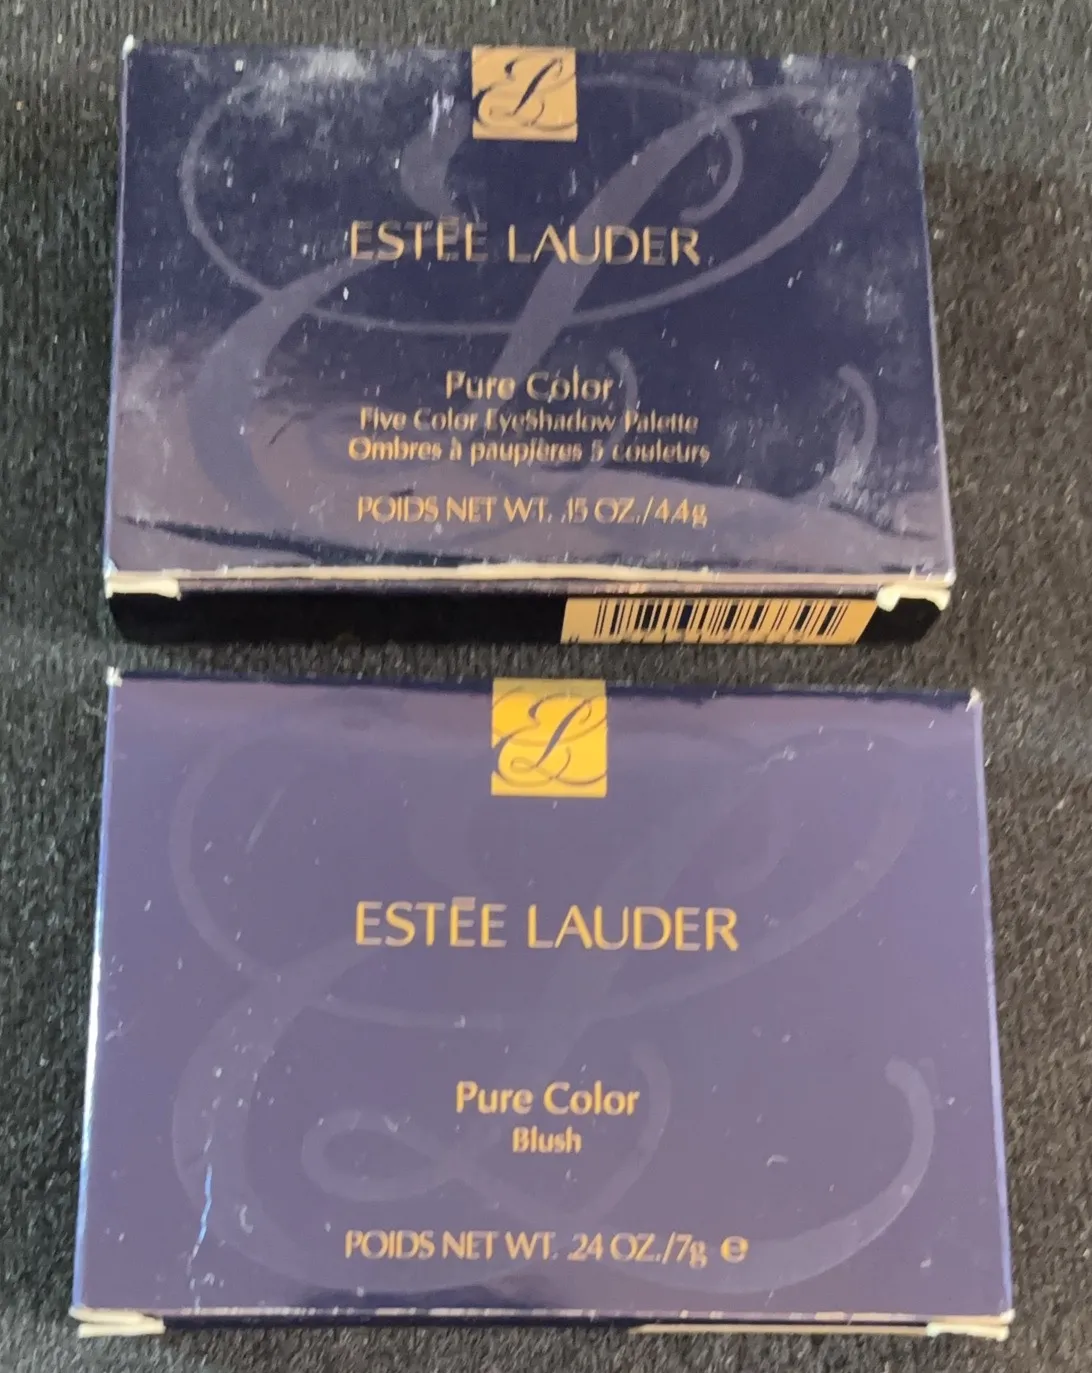 ESTĒE LAUDER
Pure Color
Five Color EyeShadow Palette
Ombres à paupières 5 couleurs
POIDS NET WT. .15 OZ./4.4g
ESTĒE LAUDER
Pure Color
Blush
POIDS NET WT. .24 OZ./7g ℮